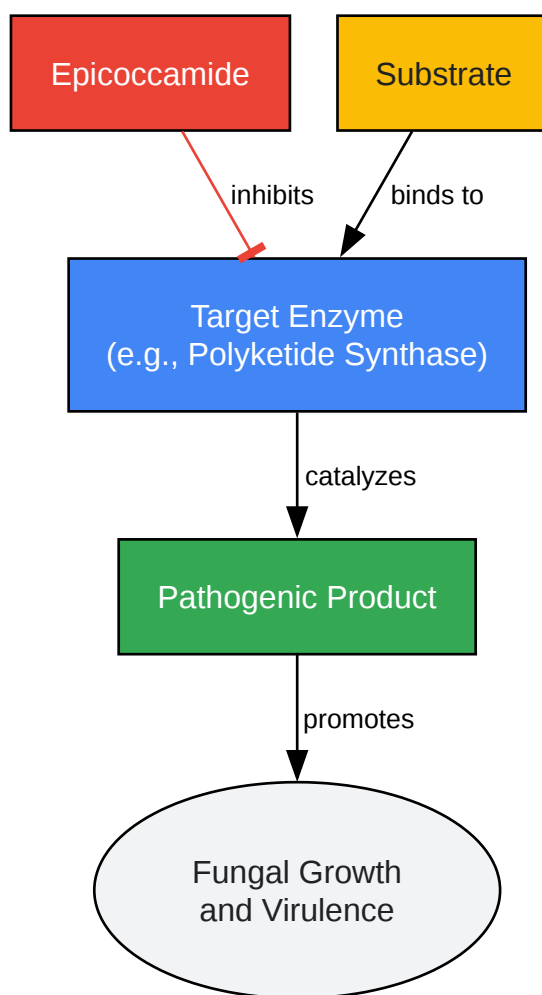 Epicoccamide
Substrate
inhibits
binds to
Target Enzyme
(e.g., Polyketide Synthase)
catalyzes
Pathogenic Product
promotes
Fungal Growth
and Virulence